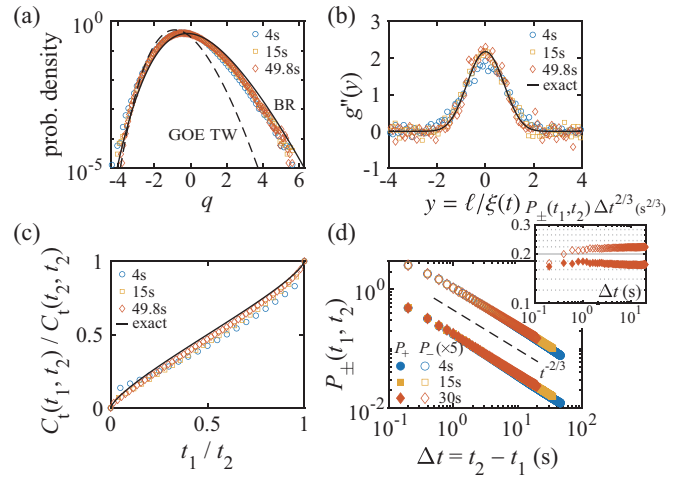 (a)
prob. density
10^0
10^-5
-4 -2 0 2 4 6
q
4s
15s
49.8s
BR
GOE TW
(b)
g''(y)
3
2
1
0
-1
-4 -2 0 2 4
y = ℓ/ξ(t)
4s
15s
49.8s
exact
(c)
C_t(t_1, t_2) / C_t(t_2, t_2)
1
0.5
0
0 0.5 1
t_1 / t_2
4s
15s
49.8s
exact
(d)
P_±(t_1, t_2)
10^0
10^-2
10^-1 10^0 10^1 10^2
Δt = t_2 − t_1 (s)
P_+ P_-(×5)
4s
15s
30s
t^-2/3
P_±(t_1,t_2) Δt^2/3 (s^2/3)
0.3
0.2
0.1
10^0 10^1
Δt (s)